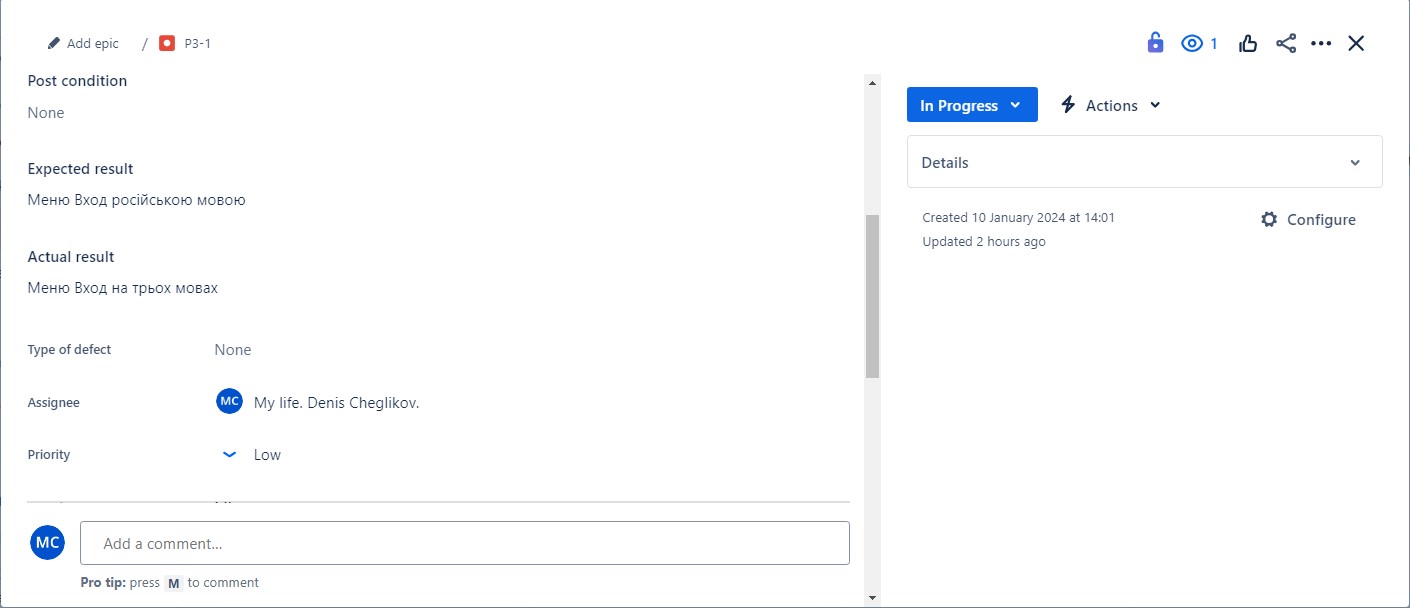 Add epic / P3-1
1
Post condition
None
Expected result
Меню Вход російською мовою
Actual result
Меню Вход на трьох мовах
Type of defect None
Assignee MC My life. Denis Cheglikov.
Priority Low
MC Add a comment...
Pro tip: press M to comment
In Progress Actions
Details
Created 10 January 2024 at 14:01 Configure
Updated 2 hours ago